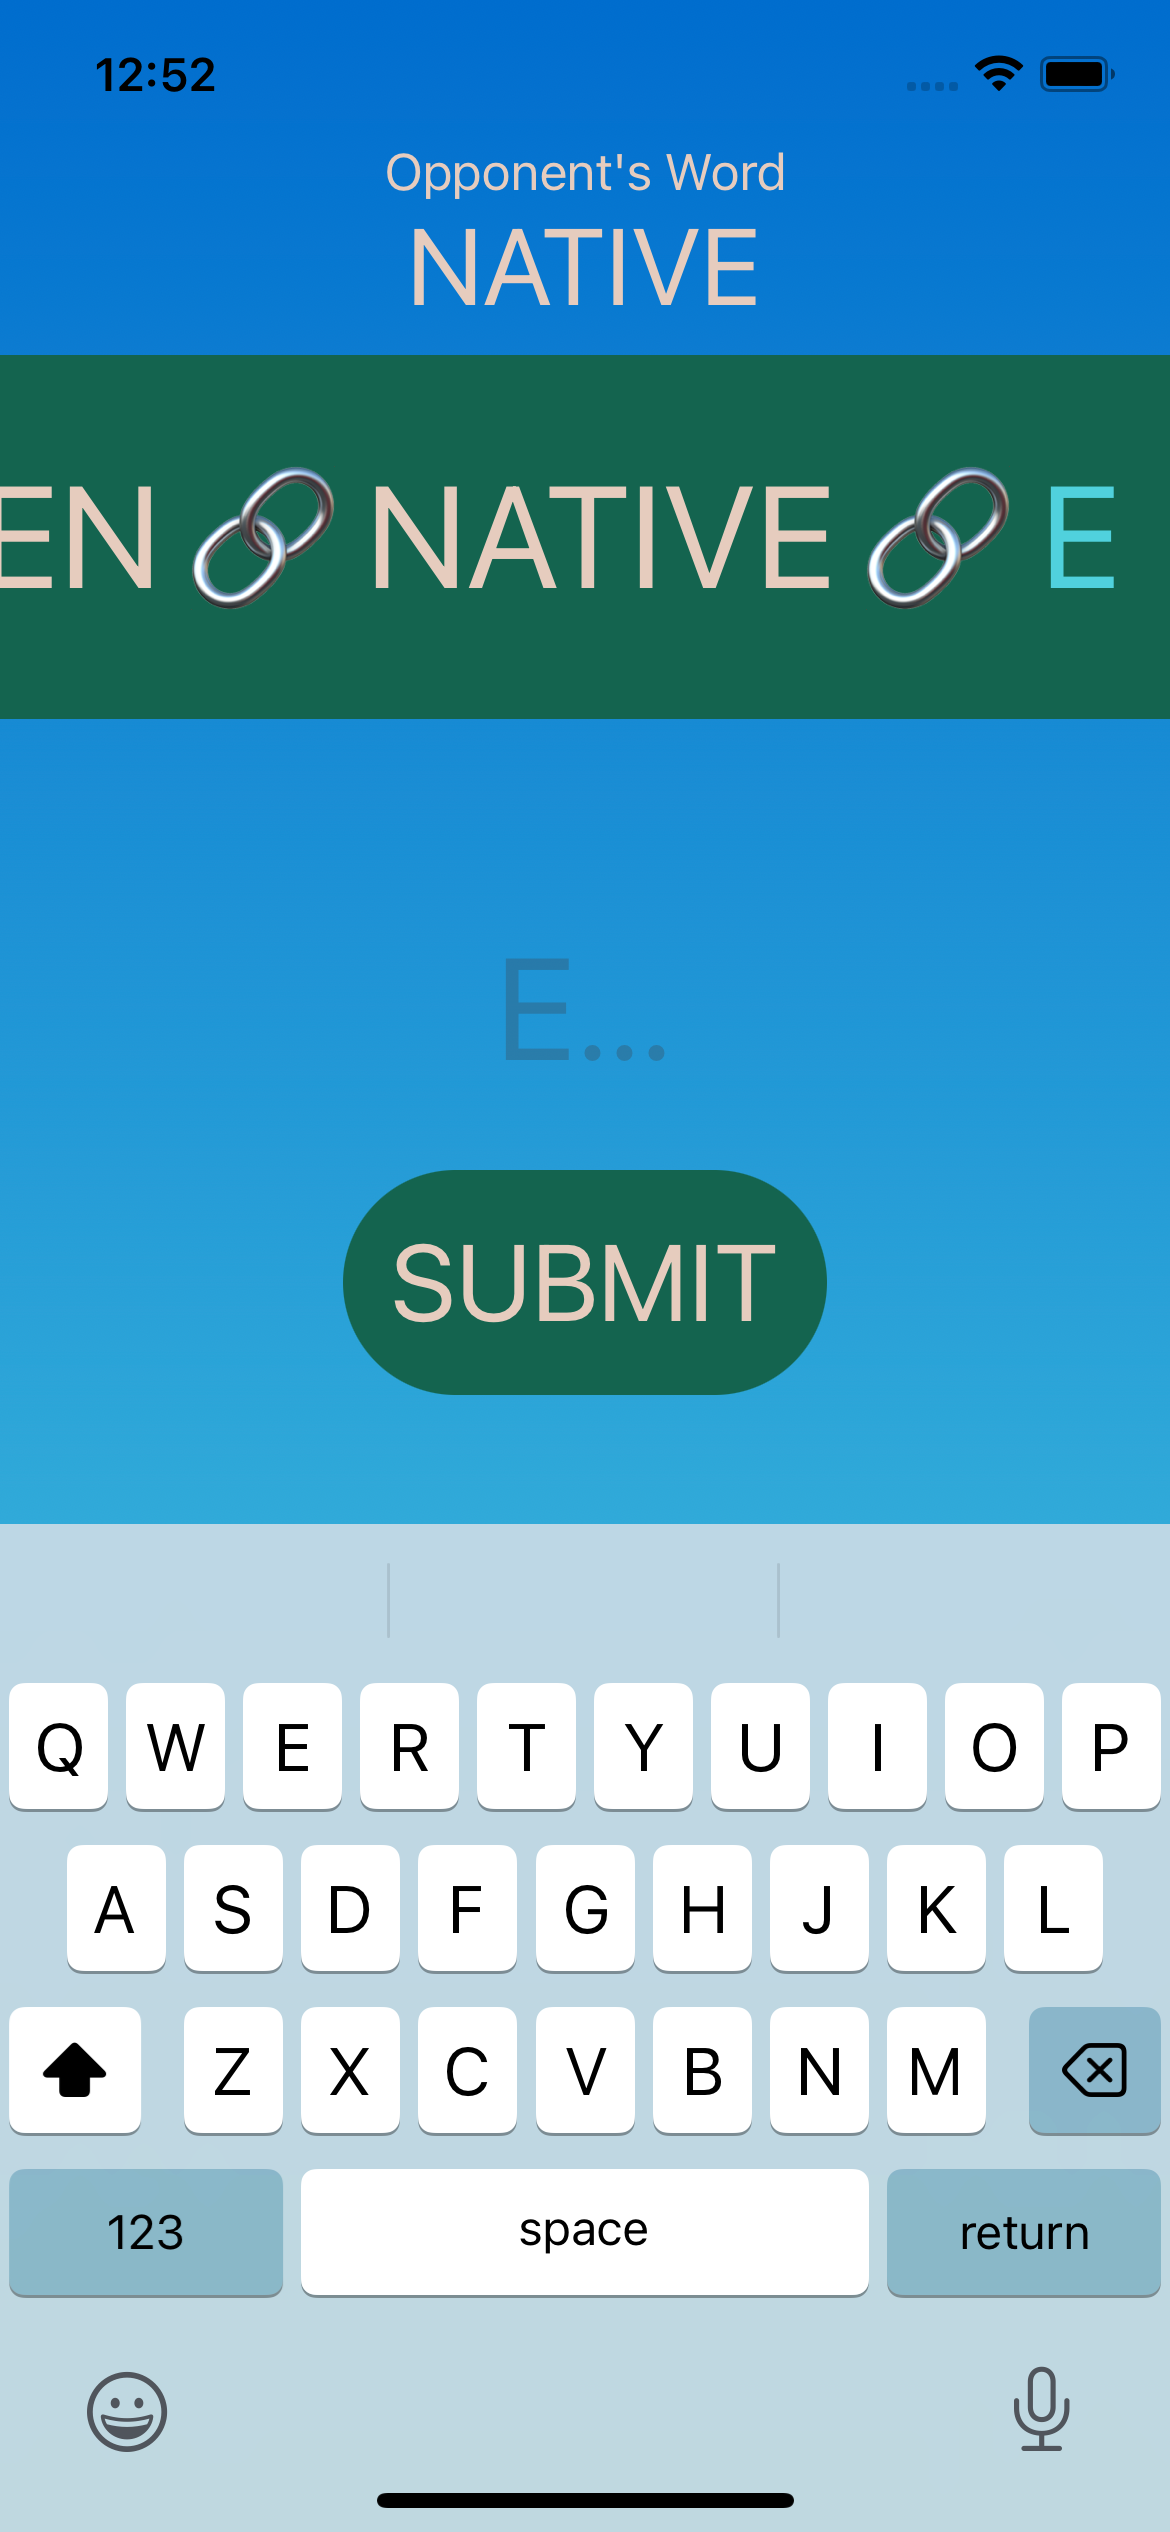 12:52
Opponent's Word
NATIVE
EN NATIVE E
E...
SUBMIT
Q W E R T Y U I O P
A S D F G H J K L
Z X C V B N M
123 space return